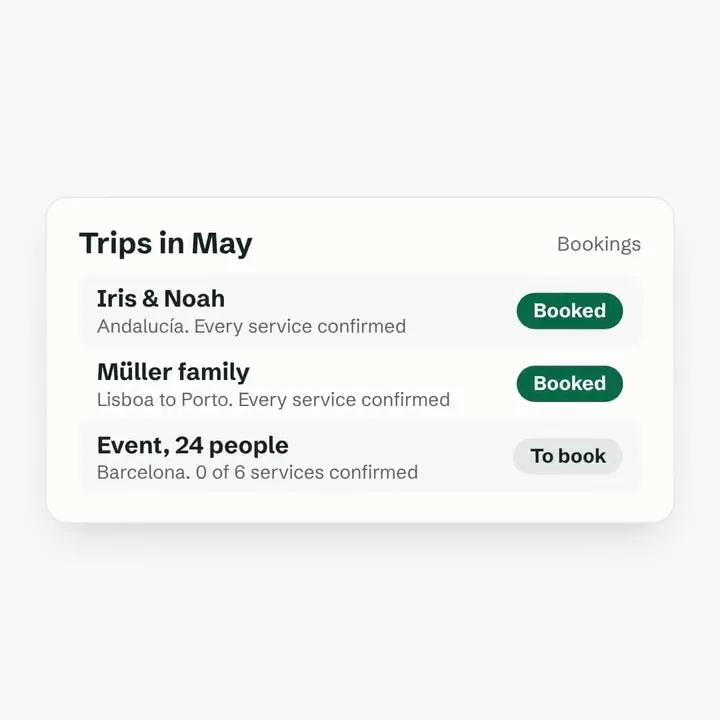 Trips in May
Bookings
Iris & Noah
Andalucía. Every service confirmed
Booked
Müller family
Lisboa to Porto. Every service confirmed
Booked
Event, 24 people
Barcelona. 0 of 6 services confirmed
To book